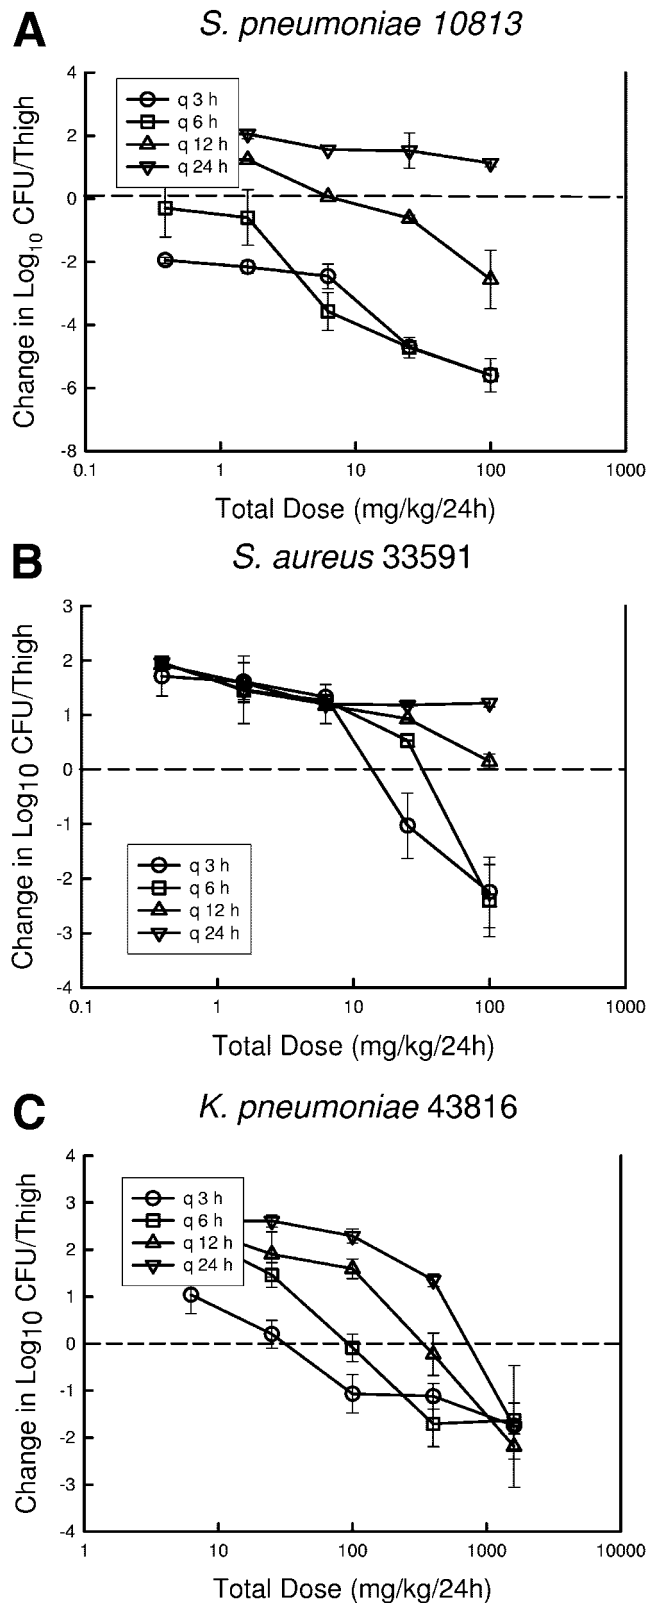 A
S. pneumoniae 10813
4
2
0
-2
-4
-6
-8
q 3 h
q 6 h
q 12 h
q 24 h
Change in Log10 CFU/Thigh
0.1
1
10
100
1000
Total Dose (mg/kg/24h)
B
S. aureus 33591
3
2
1
0
-1
-2
-3
-4
q 3 h
q 6 h
q 12 h
q 24 h
Change in Log10 CFU/Thigh
0.1
1
10
100
1000
Total Dose (mg/kg/24h)
C
K. pneumoniae 43816
4
3
2
1
0
-1
-2
-3
-4
q 3 h
q 6 h
q 12 h
q 24 h
Change in Log10 CFU/Thigh
1
10
100
1000
10000
Total Dose (mg/kg/24h)